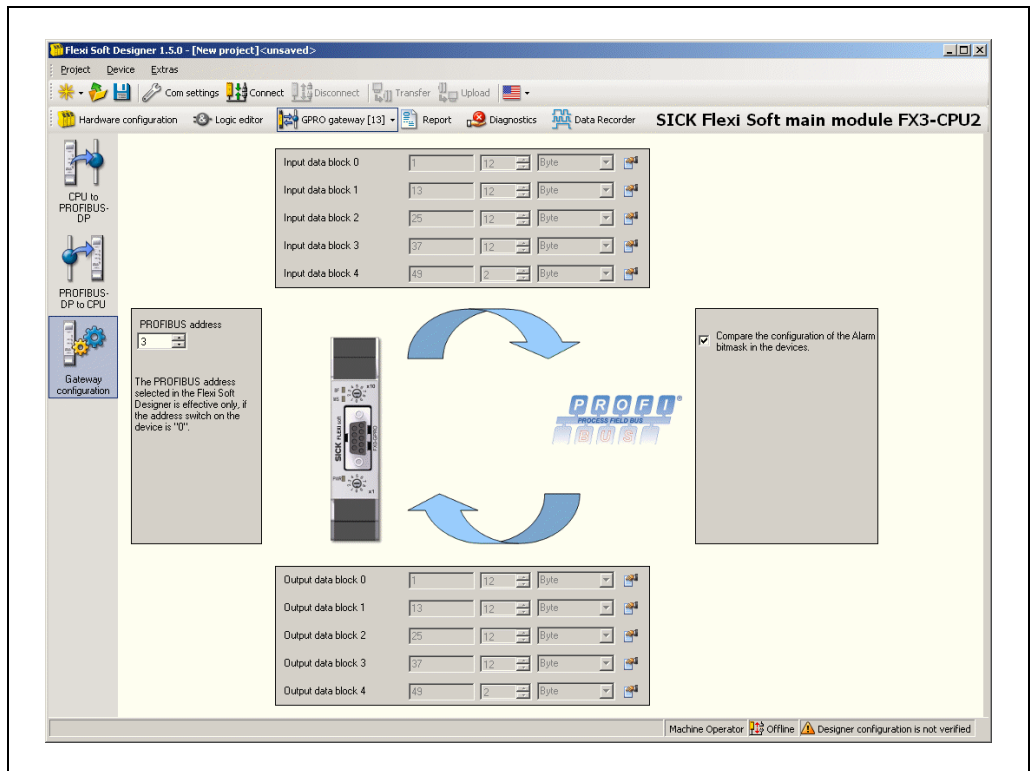 Flexi Soft Designer 1.5.0 - [New project]<unsaved>
Project Device Extras
Com settings Connect Disconnect Transfer Upload
Hardware configuration Logic editor GPRO gateway [13] Report Diagnostics Data Recorder SICK Flexi Soft main module FX3-CPU2
CPU to
PROFIBUS-
DP
PROFIBUS-
DP to CPU
Gateway
configuration
Input data block 0 1 12 Byte
Input data block 1 13 12 Byte
Input data block 2 25 12 Byte
Input data block 3 37 12 Byte
Input data block 4 49 2 Byte
PROFIBUS address
3
The PROFIBUS address
selected in the Flexi Soft
Designer is effective only, if
the address switch on the
device is "0".
x10
SICK FLEXI soft
FX3-GPRO
x1
PROFI®
PROCESS FIELD BUS
BUS
Compare the configuration of the Alarm
bitmask in the devices.
Output data block 0 1 12 Byte
Output data block 1 13 12 Byte
Output data block 2 25 12 Byte
Output data block 3 37 12 Byte
Output data block 4 49 2 Byte
Machine Operator Offline Designer configuration is not verified